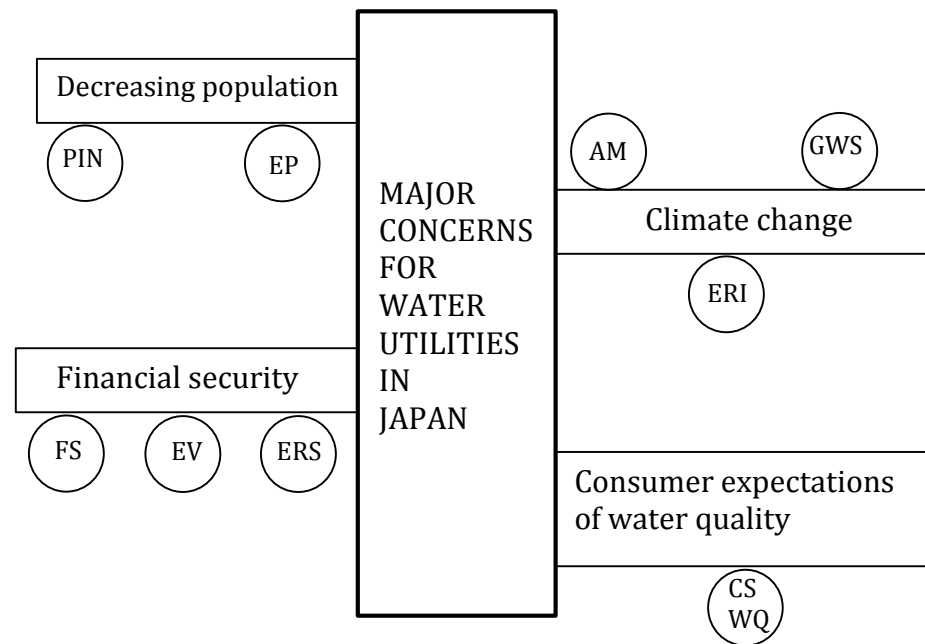 Decreasing population
PIN
EP
Financial security
FS
EV
ERS
MAJOR
CONCERNS
FOR
WATER
UTILITIES
IN
JAPAN
AM
GWS
Climate change
ERI
Consumer expectations
of water quality
CS
WQ